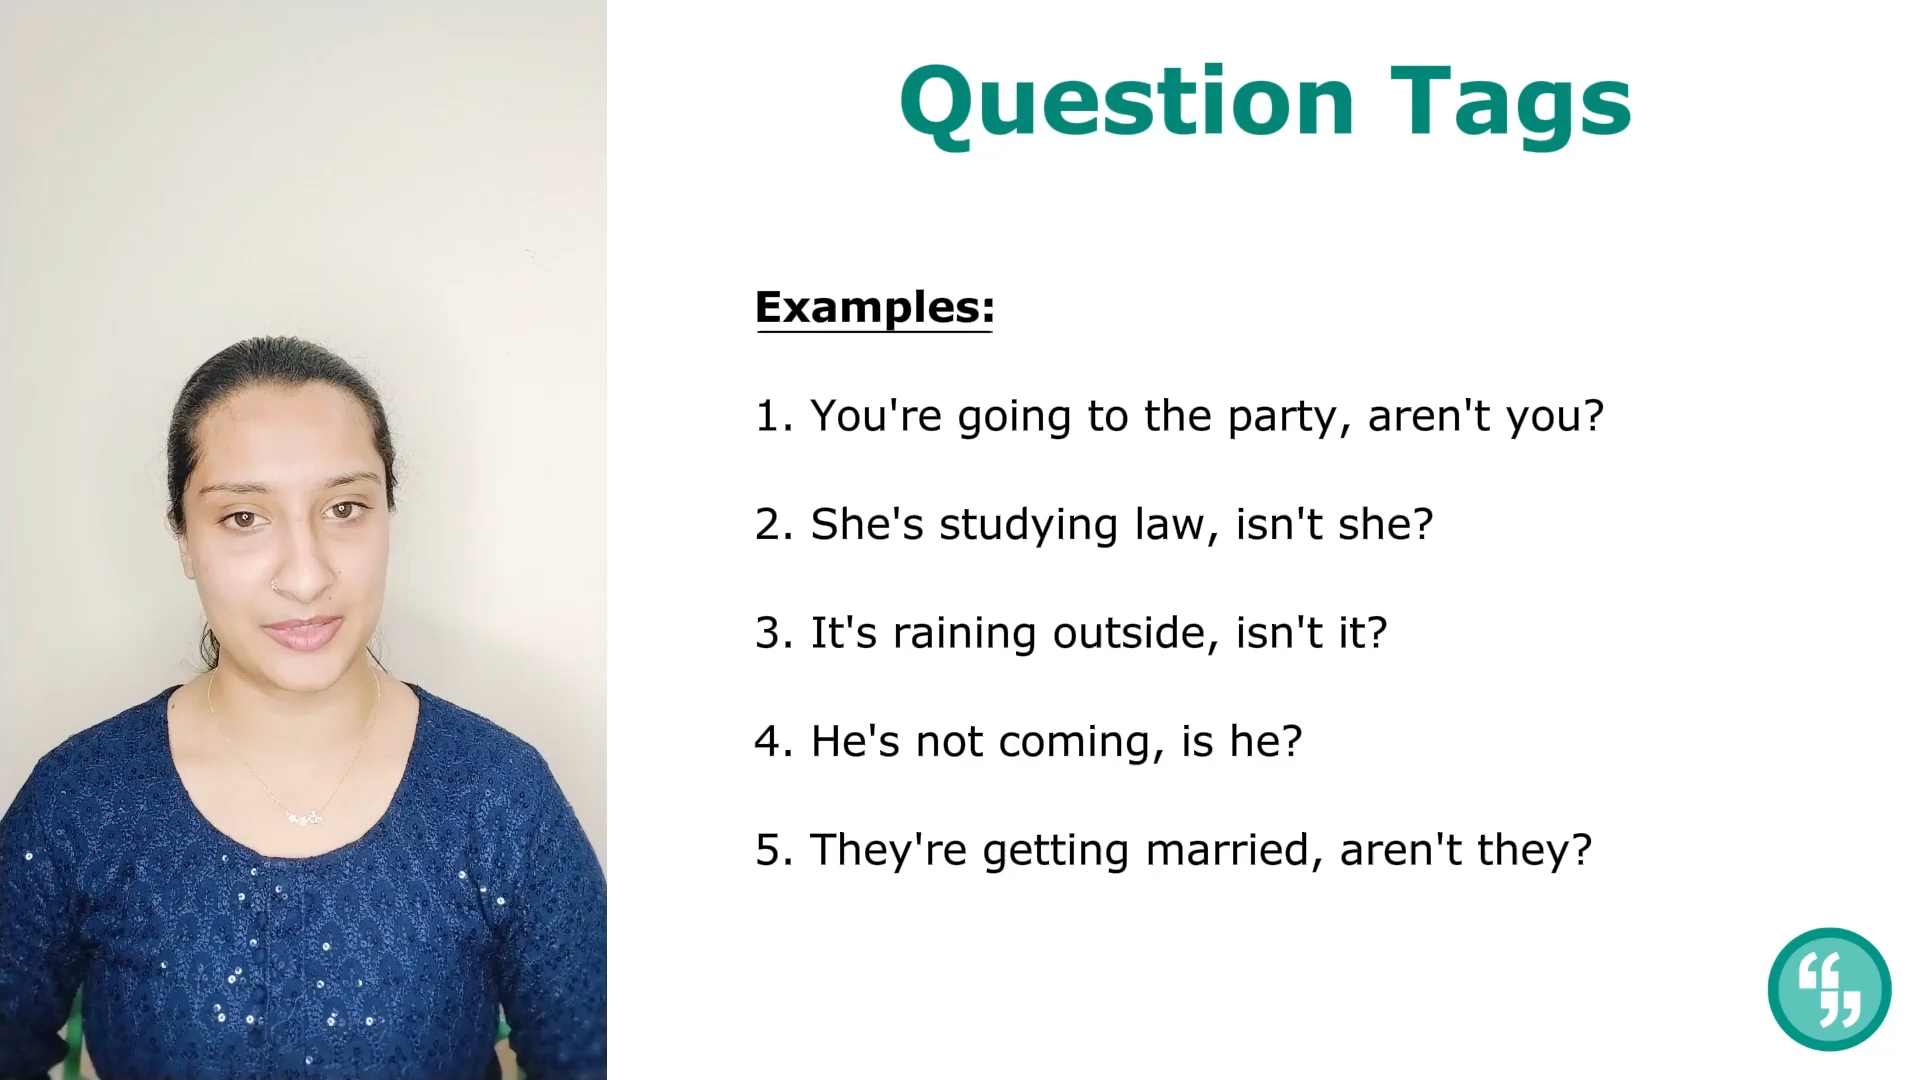 Question Tags
Examples:
1. You're going to the party, aren't you?
2. She's studying law, isn't she?
3. It's raining outside, isn't it?
4. He's not coming, is he?
5. They're getting married, aren't they?